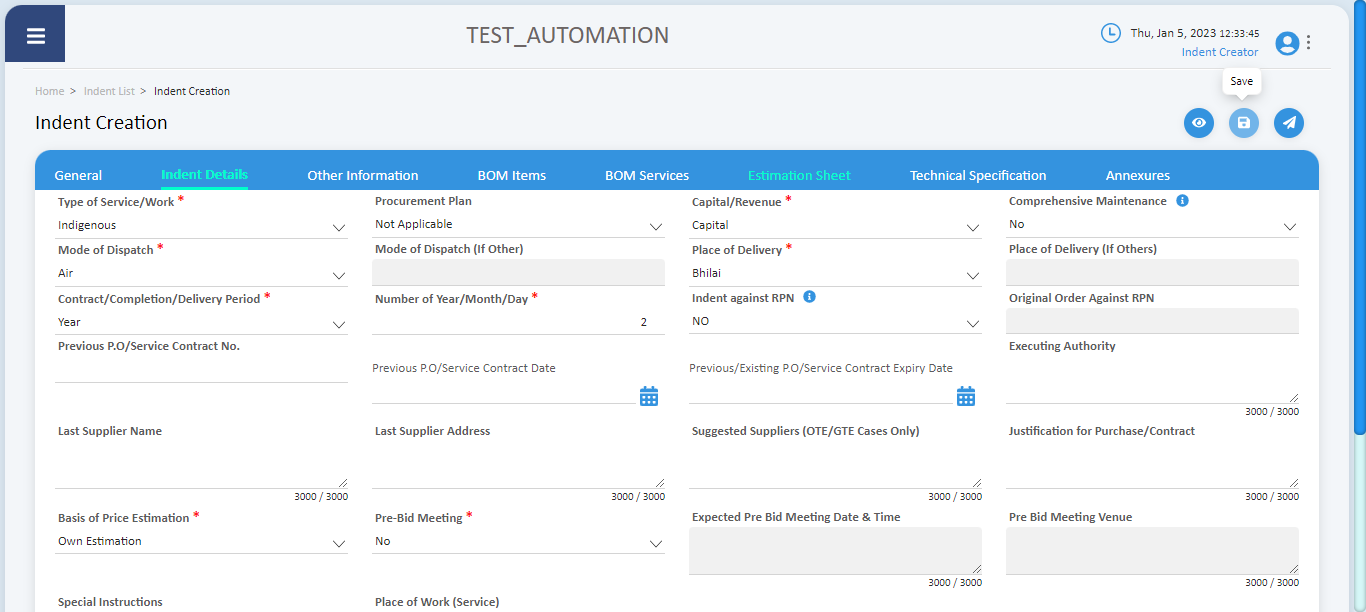 TEST_AUTOMATION
Thu, Jan 5, 2023 12:33:45
Indent Creator
Home > Indent List > Indent Creation
Save
Indent Creation
General Indent Details Other Information BOM Items BOM Services Estimation Sheet Technical Specification Annexures
Type of Service/Work * Procurement Plan Capital/Revenue * Comprehensive Maintenance
Indigenous Not Applicable Capital No
Mode of Dispatch * Mode of Dispatch (If Other) Place of Delivery * Place of Delivery (If Others)
Air Bhilai
Contract/Completion/Delivery Period * Number of Year/Month/Day * Indent against RPN Original Order Against RPN
Year 2 NO
Previous P.O/Service Contract No. Executing Authority
Previous P.O/Service Contract Date Previous/Existing P.O/Service Contract Expiry Date
3000 / 3000
Last Supplier Name Last Supplier Address Suggested Suppliers (OTE/GTE Cases Only) Justification for Purchase/Contract
3000 / 3000 3000 / 3000 3000 / 3000 3000 / 3000
Basis of Price Estimation * Pre-Bid Meeting * Expected Pre Bid Meeting Date & Time Pre Bid Meeting Venue
Own Estimation No
3000 / 3000 3000 / 3000
Special Instructions Place of Work (Service)